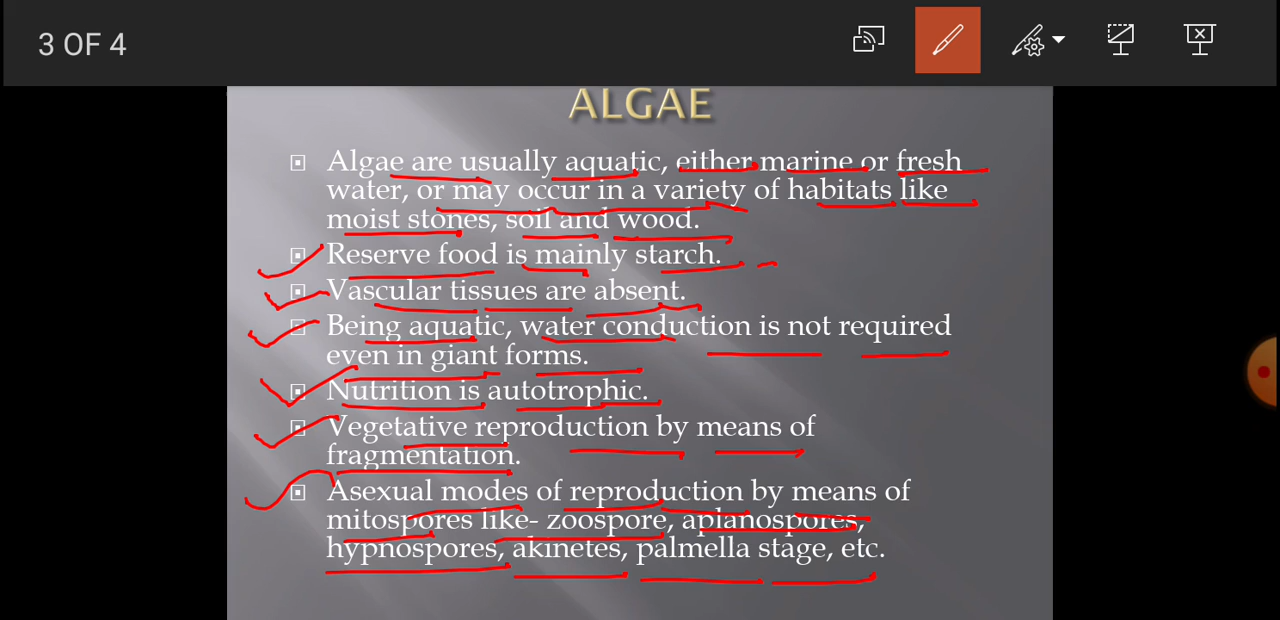 3 OF 4
ALGAE
Algae are usually aquatic, either marine or fresh
water, or may occur in a variety of habitats like
moist stones, soil and wood.
Reserve food is mainly starch.
Vascular tissues are absent.
Being aquatic, water conduction is not required
even in giant forms.
Nutrition is autotrophic.
Vegetative reproduction by means of
fragmentation.
Asexual modes of reproduction by means of
mitospores like- zoospore, aplanospores,
hypnospores, akinetes, palmella stage, etc.